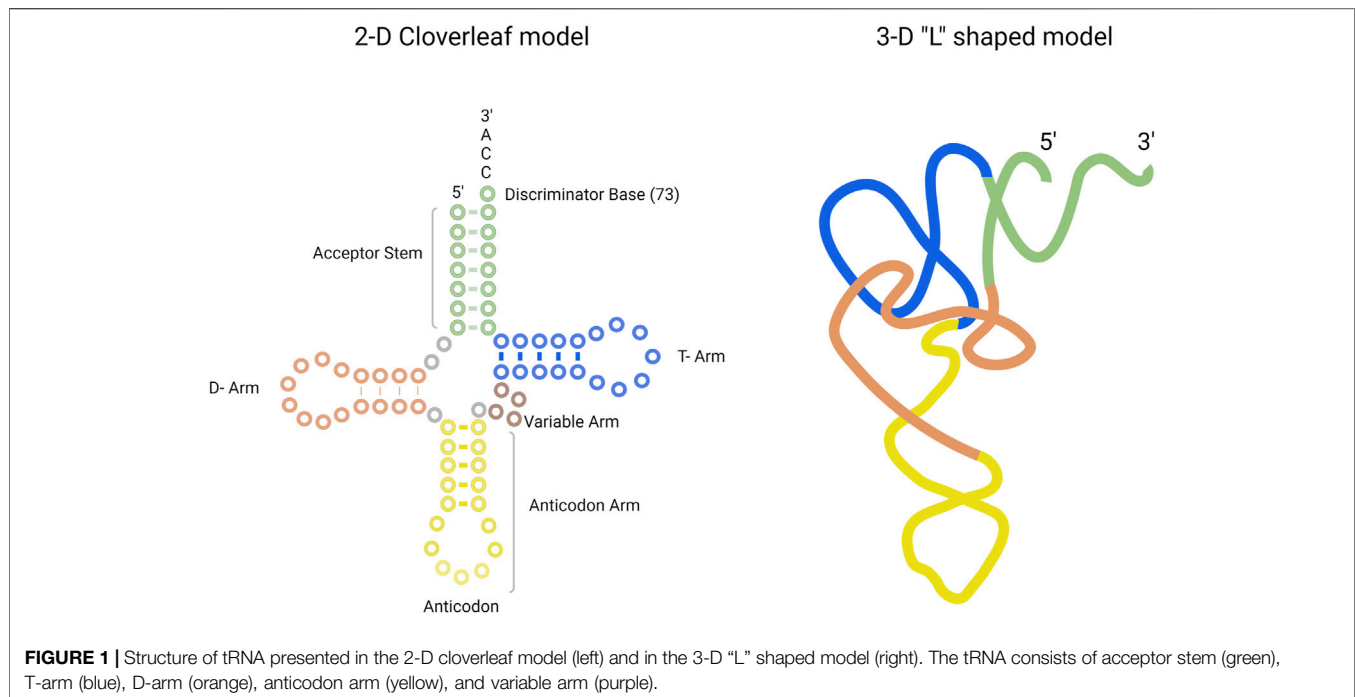 2-D Cloverleaf model
3-D "L" shaped model
3'
A
C
C
5'
Discriminator Base (73)
Acceptor Stem
T- Arm
D- Arm
Variable Arm
Anticodon Arm
Anticodon
5'
3'
FIGURE 1 | Structure of tRNA presented in the 2-D cloverleaf model (left) and in the 3-D “L” shaped model (right). The tRNA consists of acceptor stem (green),
T-arm (blue), D-arm (orange), anticodon arm (yellow), and variable arm (purple).